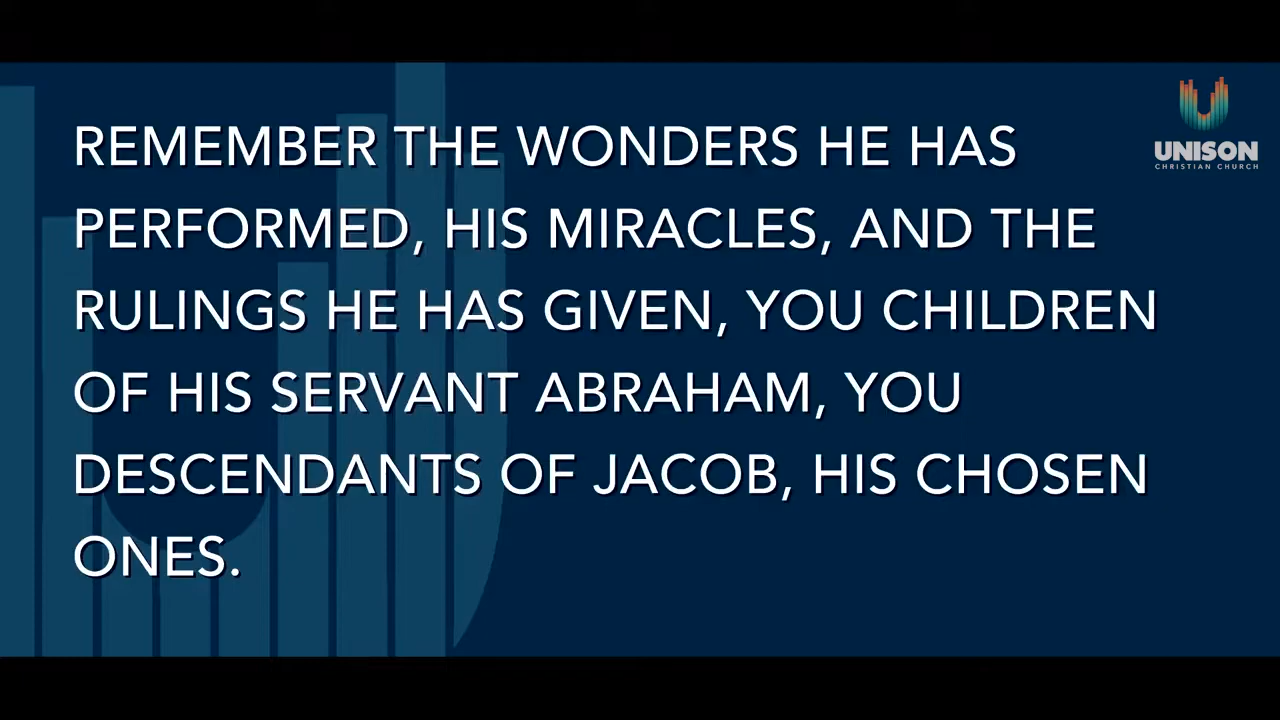 UNISON
CHRISTIAN CHURCH
REMEMBER THE WONDERS HE HAS
PERFORMED, HIS MIRACLES, AND THE
RULINGS HE HAS GIVEN, YOU CHILDREN
OF HIS SERVANT ABRAHAM, YOU
DESCENDANTS OF JACOB, HIS CHOSEN
ONES.